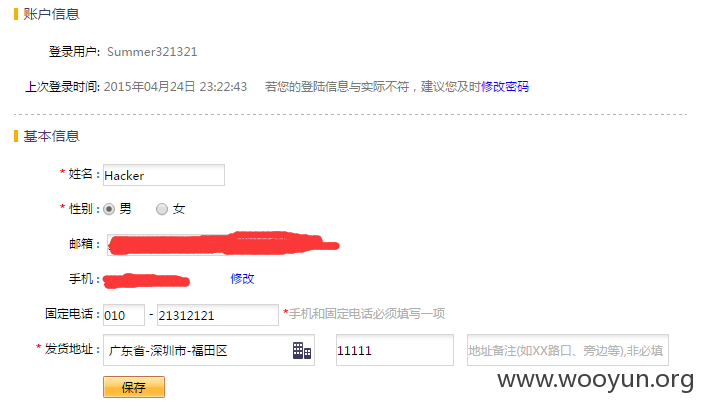 账户信息
登录用户: Summer321321
上次登录时间: 2015年04月24日 23:22:43 若您的登陆信息与实际不符，建议您及时修改密码
基本信息
* 姓名 : Hacker
* 性别 : 男 女
邮箱 :
手机 : 修改
固定电话 : 010 - 21312121 *手机和固定电话必须填写一项
* 发货地址 : 广东省-深圳市-福田区 11111 地址备注(如XX路口、旁边等),非必填
保存
www.wooyun.org